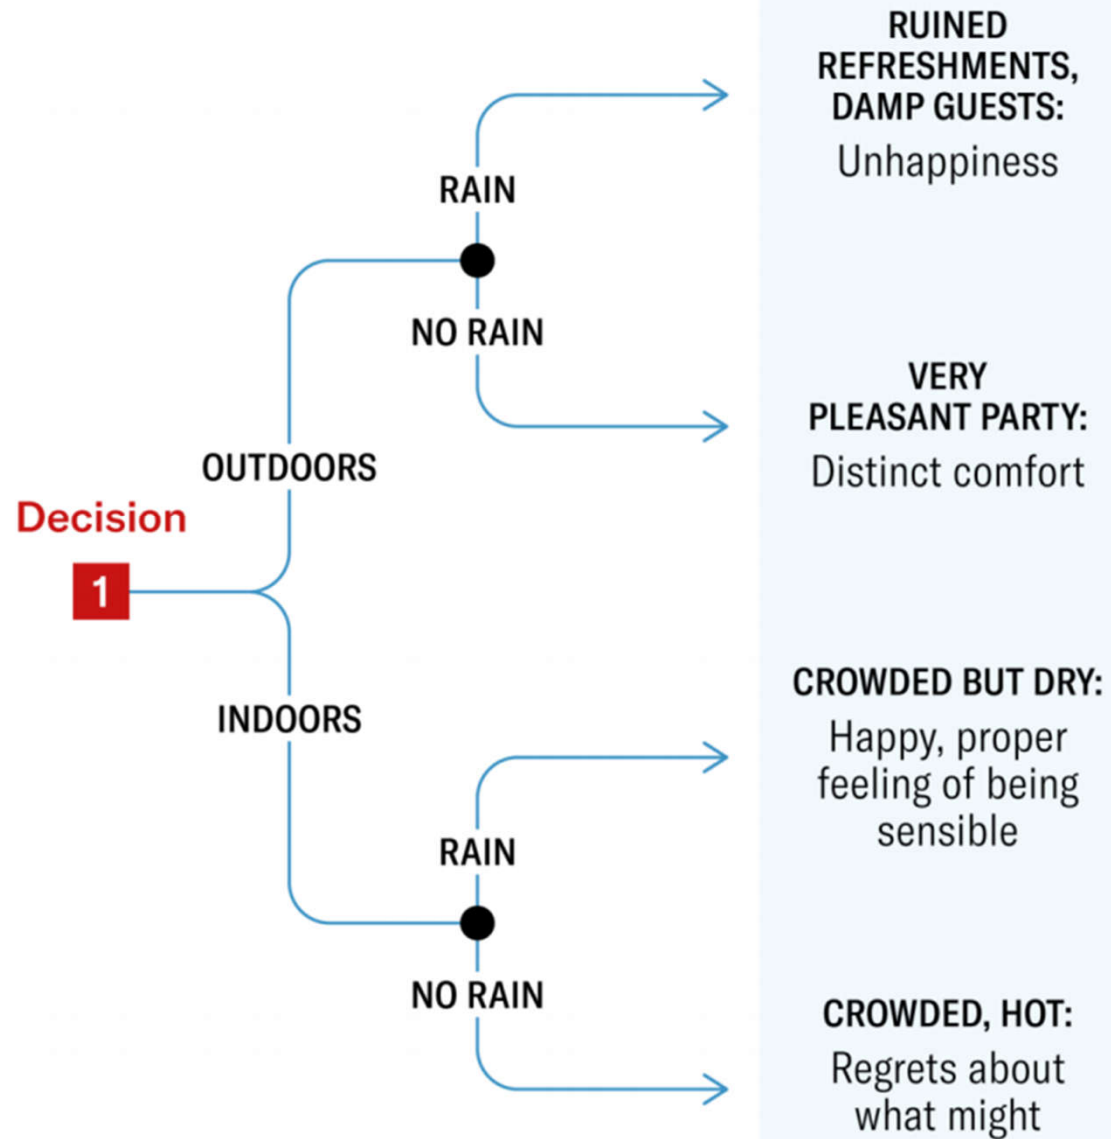 RUINED
REFRESHMENTS,
DAMP GUESTS:
Unhappiness
RAIN
NO RAIN
VERY
PLEASANT PARTY:
Distinct comfort
OUTDOORS
Decision
1
INDOORS
CROWDED BUT DRY:
Happy, proper
feeling of being
sensible
RAIN
NO RAIN
CROWDED, HOT:
Regrets about
what might